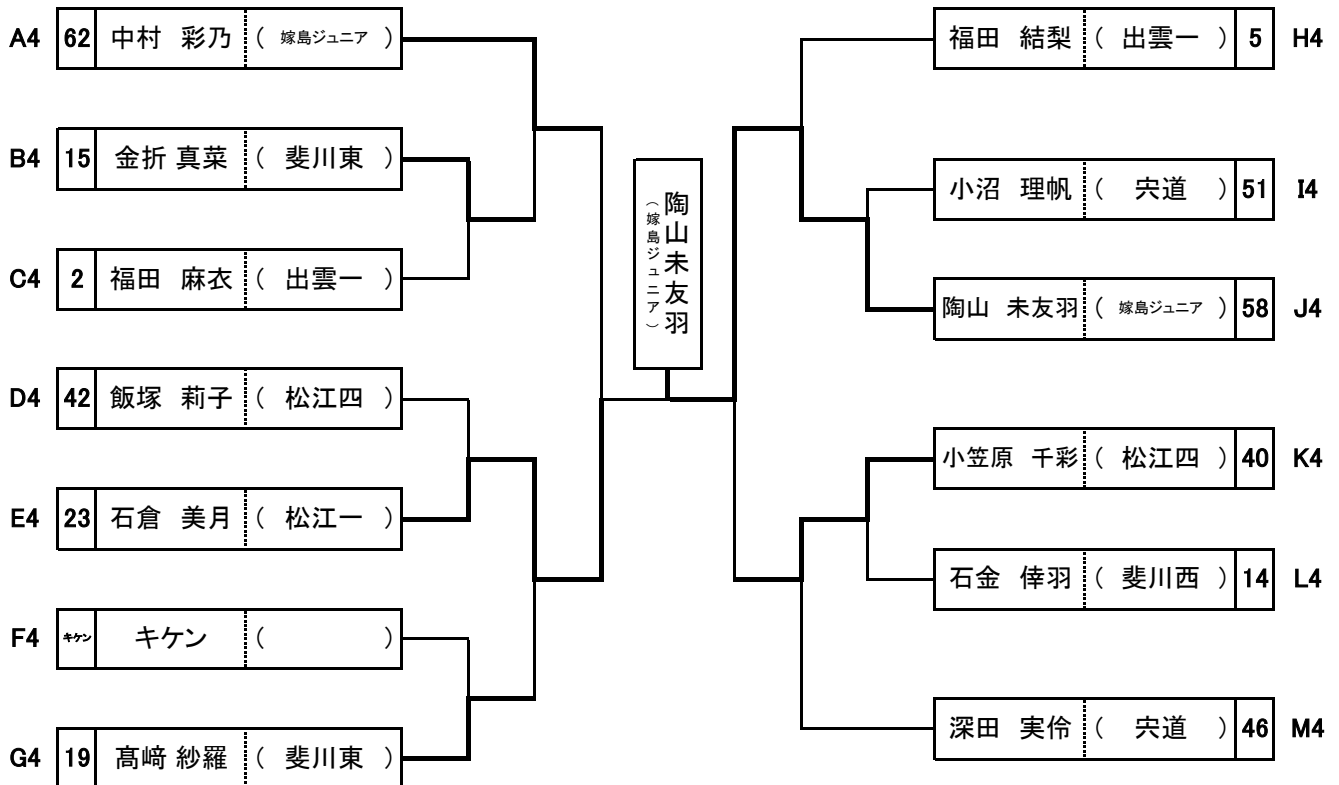 A4 62 中村 彩乃 ( 嫁島ジュニア )
B4 15 金折 真菜 ( 斐川東 )
C4 2 福田 麻衣 ( 出雲一 )
D4 42 飯塚 莉子 ( 松江四 )
E4 23 石倉 美月 ( 松江一 )
F4 キケン キケン ( )
G4 19 髙﨑 紗羅 ( 斐川東 )
陶山未友羽
(嫁島ジュニア)
福田 結梨 ( 出雲一 ) 5 H4
小沼 理帆 ( 宍道 ) 51 I4
陶山 未友羽 ( 嫁島ジュニア ) 58 J4
小笠原 千彩 ( 松江四 ) 40 K4
石金 倖羽 ( 斐川西 ) 14 L4
深田 実伶 ( 宍道 ) 46 M4